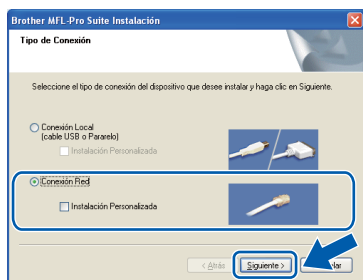 Brother MFL-Pro Suite Instalación
Tipo de Conexión
Seleccione el tipo de conexión del dispositivo que desee instalar y haga clic en Siguiente.
Conexión Local
(cable USB o Pararelo)
Instalación Personalizada
Conexión Red
Instalación Personalizada
< Atrás
Siguiente >